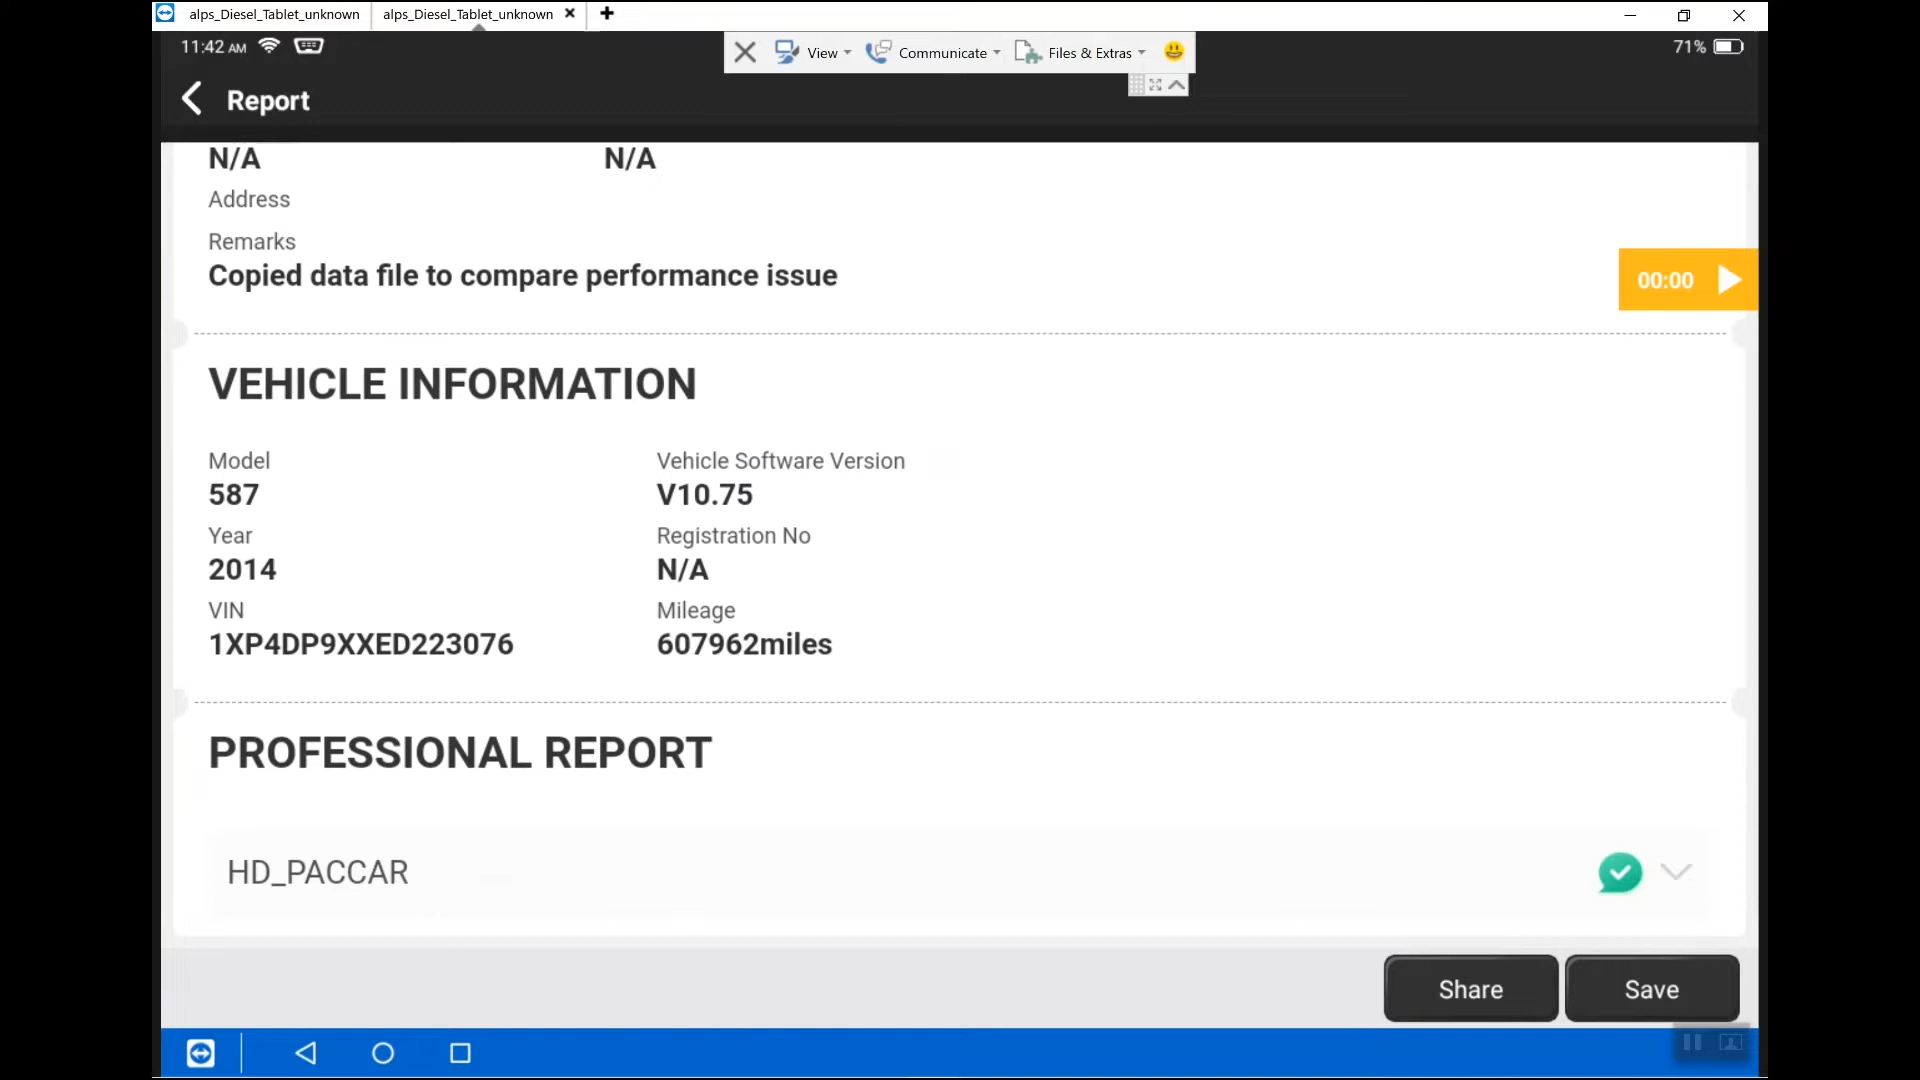 alps_Diesel_Tablet_unknown alps_Diesel_Tablet_unknown
11:42 AM
View Communicate Files & Extras
71%
Report
N/A N/A
Address
Remarks
Copied data file to compare performance issue
00:00
VEHICLE INFORMATION
Model Vehicle Software Version
587 V10.75
Year Registration No
2014 N/A
VIN Mileage
1XP4DP9XXED223076 607962miles
PROFESSIONAL REPORT
HD_PACCAR
Share Save